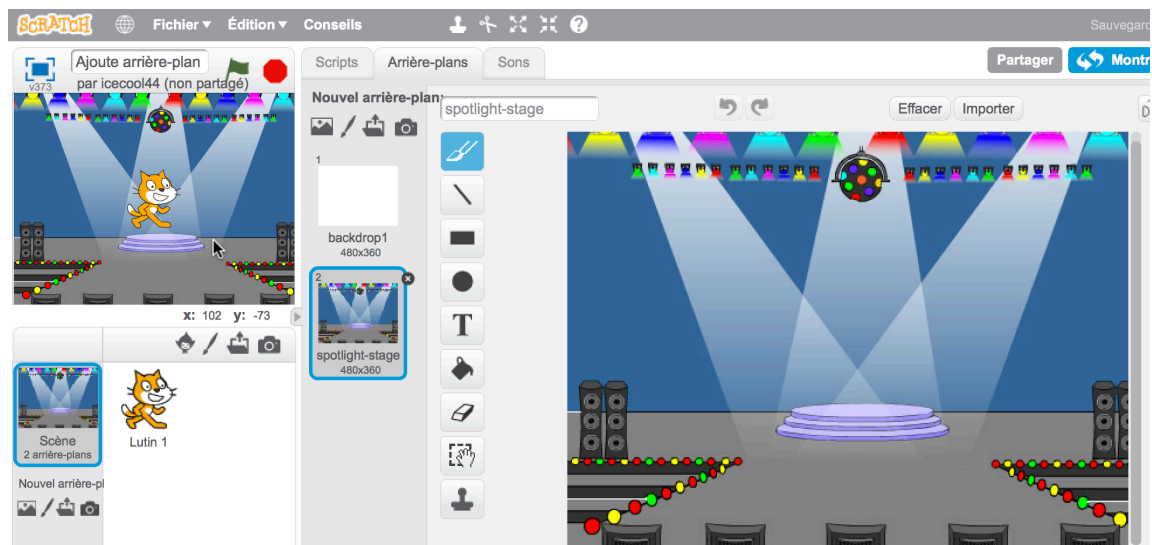 SCRATCH Fichier Édition Conseils Sauvegard
Ajoute arrière-plan
v373 par icecool44 (non partagé)
Scripts Arrière-plans Sons Partager Montr
Nouvel arrière-plan:
spotlight-stage Effacer Importer
1
backdrop1
480x360
2
spotlight-stage
480x360
T
x: 102 y: -73
Scène
2 arrière-plans
Lutin 1
Nouvel arrière-pl